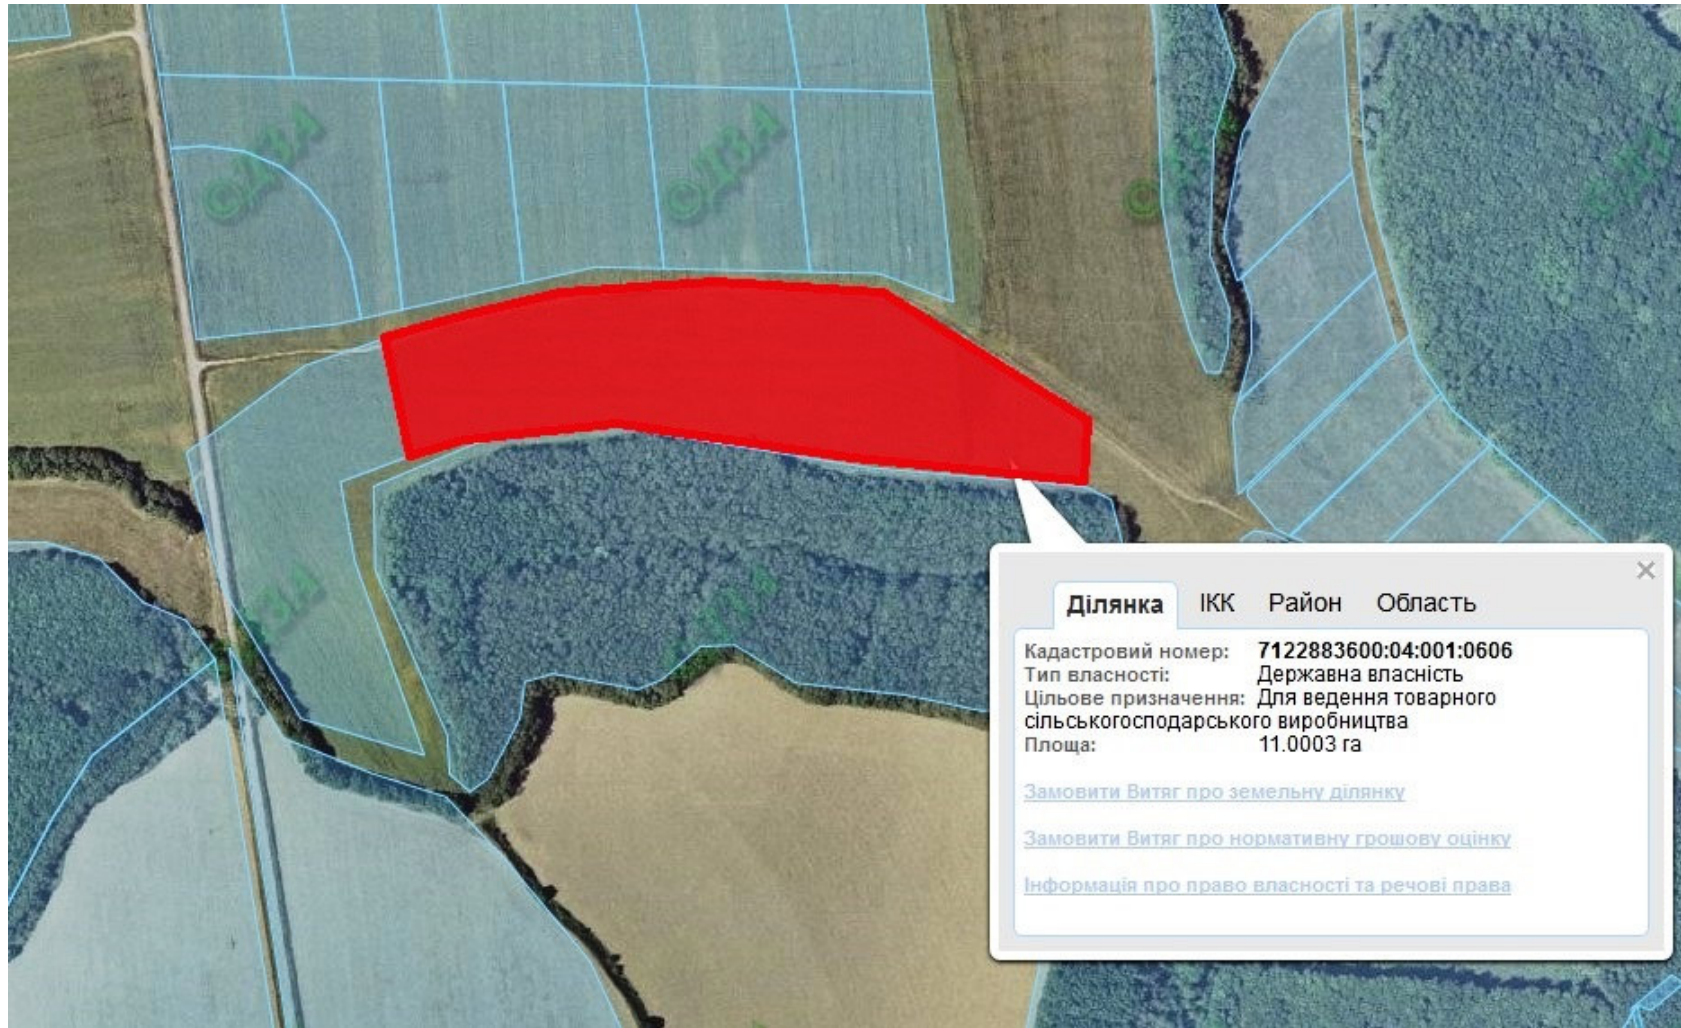 ©ДЗА
©ДЗА
Ділянка ІКК Район Область
Кадастровий номер: 7122883600:04:001:0606
Тип власності: Державна власність
Цільове призначення: Для ведення товарного
сільськогосподарського виробництва
Площа: 11.0003 га
Замовити Витяг про земельну ділянку
Замовити Витяг про нормативну грошову оцінку
Інформація про право власності та речові права